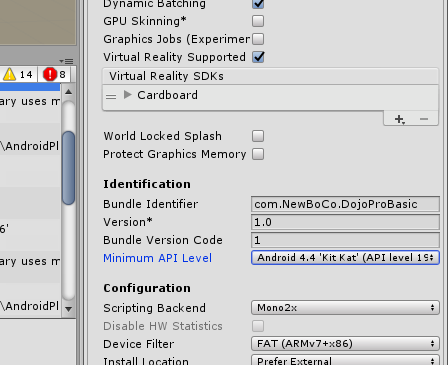 Dynamic Batching
GPU Skinning*
Graphics Jobs (Experimer
14 8 Virtual Reality Supported
Virtual Reality SDKs
ary uses m
= Cardboard
+ −
World Locked Splash
\AndroidPl
Protect Graphics Memory
Identification
Bundle Identifier com.NewBoCo.DojoProBasic
Version* 1.0
6'
Bundle Version Code 1
ary uses m
Minimum API Level Android 4.4 'Kit Kat' (API level 19
Configuration
\AndroidPl
Scripting Backend Mono2x
Disable HW Statistics
Device Filter FAT (ARMv7+x86)
Install Location Prefer External